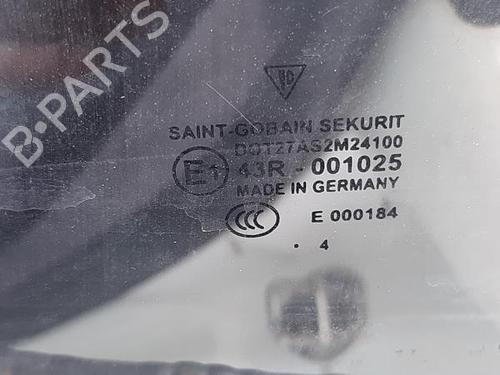 B-PARTS
SAINT-GOBAIN SEKURIT
DOT27AS2M24100
E1 43R - 001025
MADE IN GERMANY
CCC E 000184
. 4